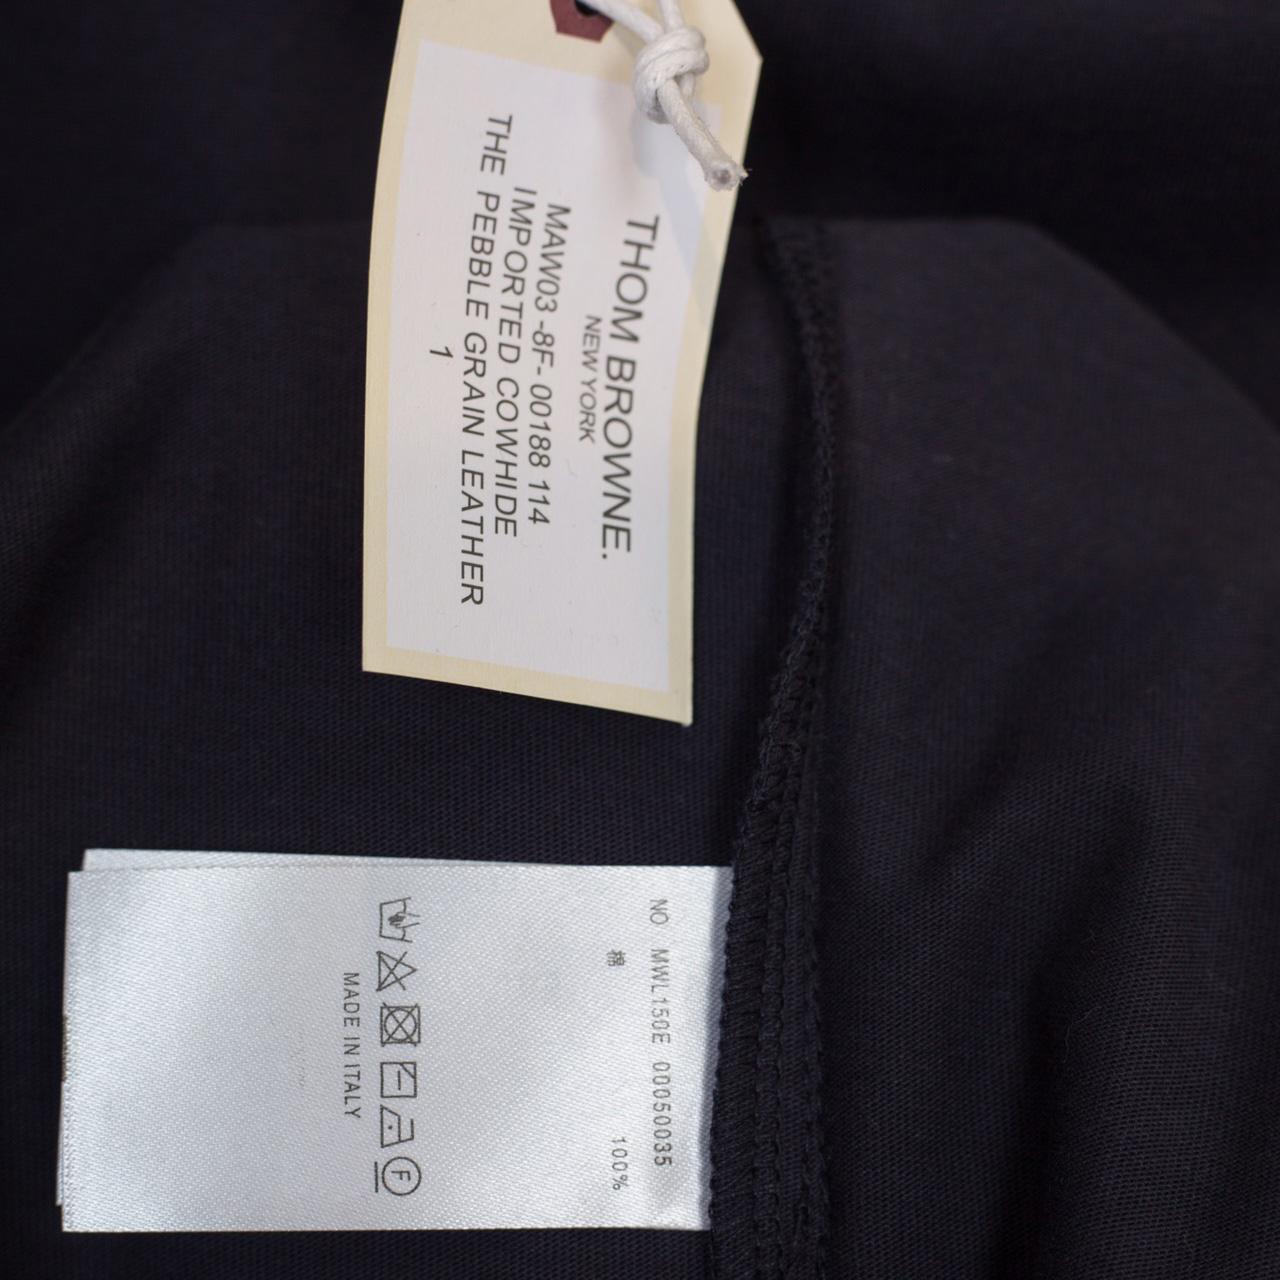 THOM BROWNE.
NEW YORK
MAW03 -8F- 00188 114
IMPORTED COWHIDE
THE PEBBLE GRAIN LEATHER
1
NO MWL150E 00050035
棉 100%
F
MADE IN ITALY